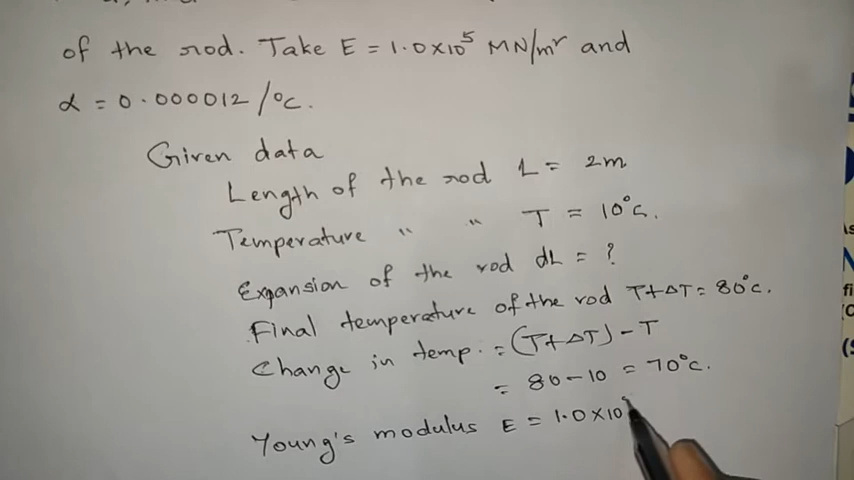 of the rod. Take E = 1.0×10⁵ MN/m² and
α = 0.000012 /°C.
Given data
Length of the rod L = 2m
Temperature " " T = 10°C.
Expansion of the rod dL = ?
Final temperature of the rod T+ΔT = 80°C.
Change in temp. = (T+ΔT) - T
= 80-10 = 70°C.
Young's modulus E = 1.0×10⁵